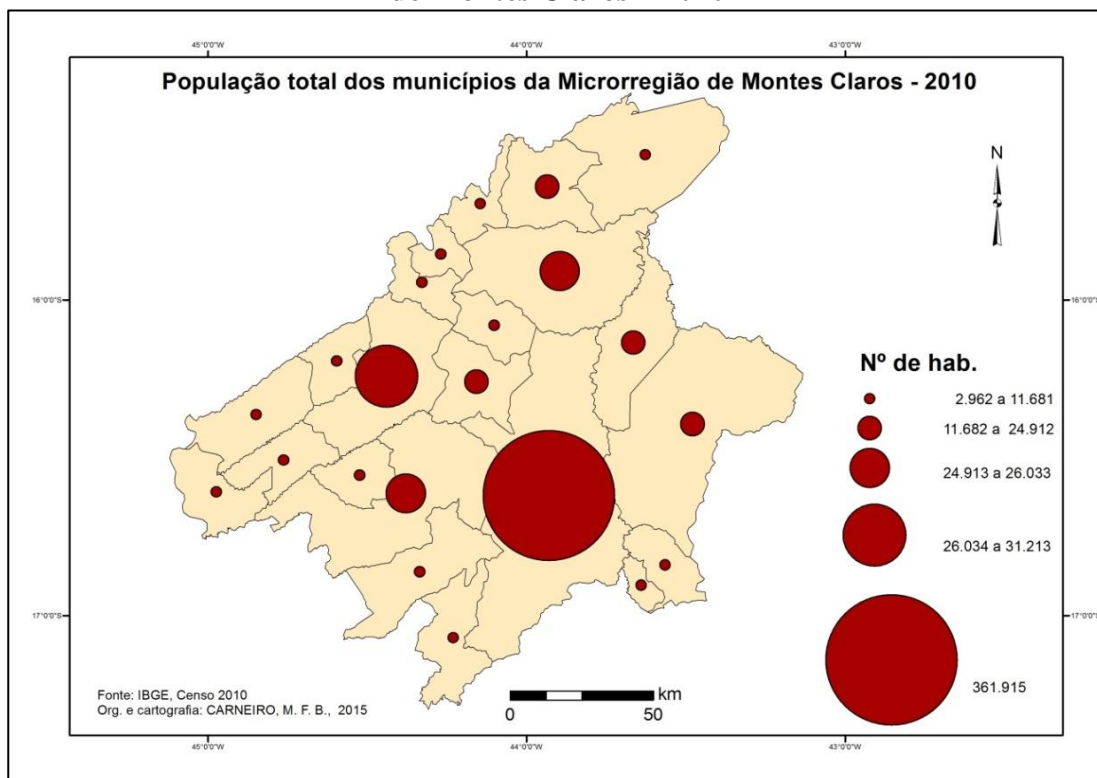 45°0'0"W 44°0'0"W 43°0'0"W
População total dos municípios da Microrregião de Montes Claros - 2010
N
16°0'0"S 16°0'0"S
Nº de hab.
2.962 a 11.681
11.682 a 24.912
24.913 a 26.033
26.034 a 31.213
17°0'0"S 17°0'0"S
361.915
Fonte: IBGE, Censo 2010
Org. e cartografia: CARNEIRO, M. F. B., 2015
km
0 50
45°0'0"W 44°0'0"W 43°0'0"W